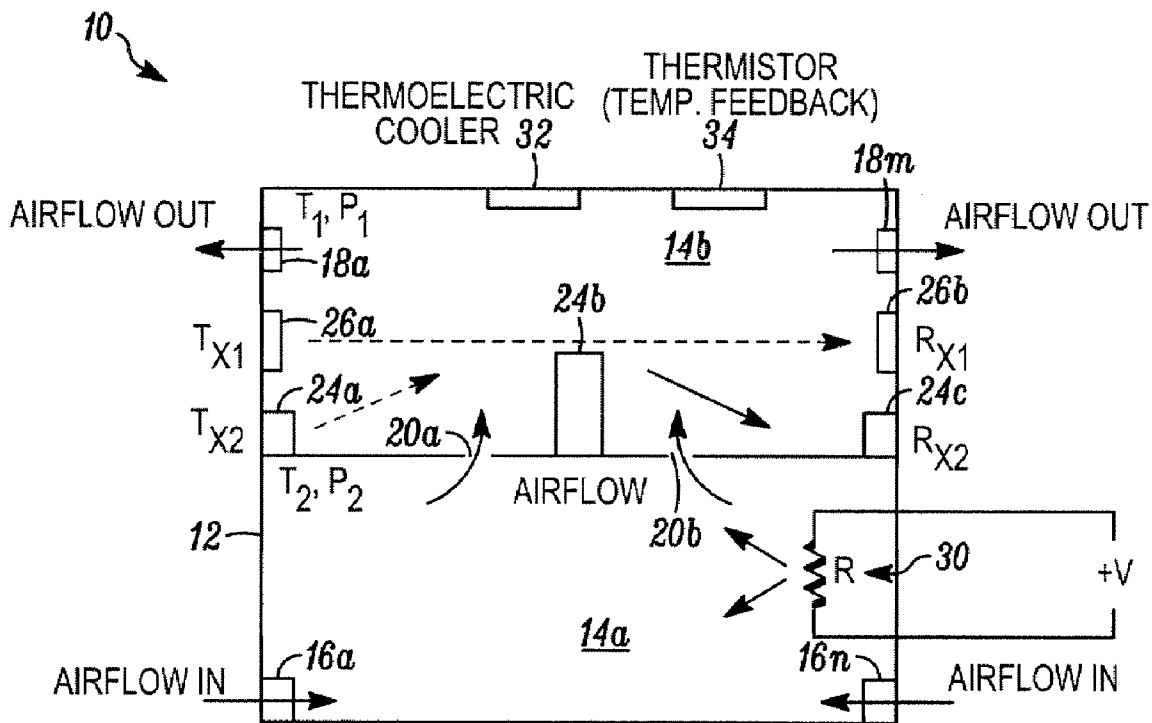 10
THERMOELECTRIC
COOLER 32
THERMISTOR
(TEMP. FEEDBACK)
34
18m
AIRFLOW OUT
T1, P1
18a
14b
AIRFLOW OUT
26b
24b
26a
TX1
RX1
24a
24c
TX2
20a
RX2
T2, P2
AIRFLOW
20b
12
R
30
+V
14a
16a
16n
AIRFLOW IN
AIRFLOW IN